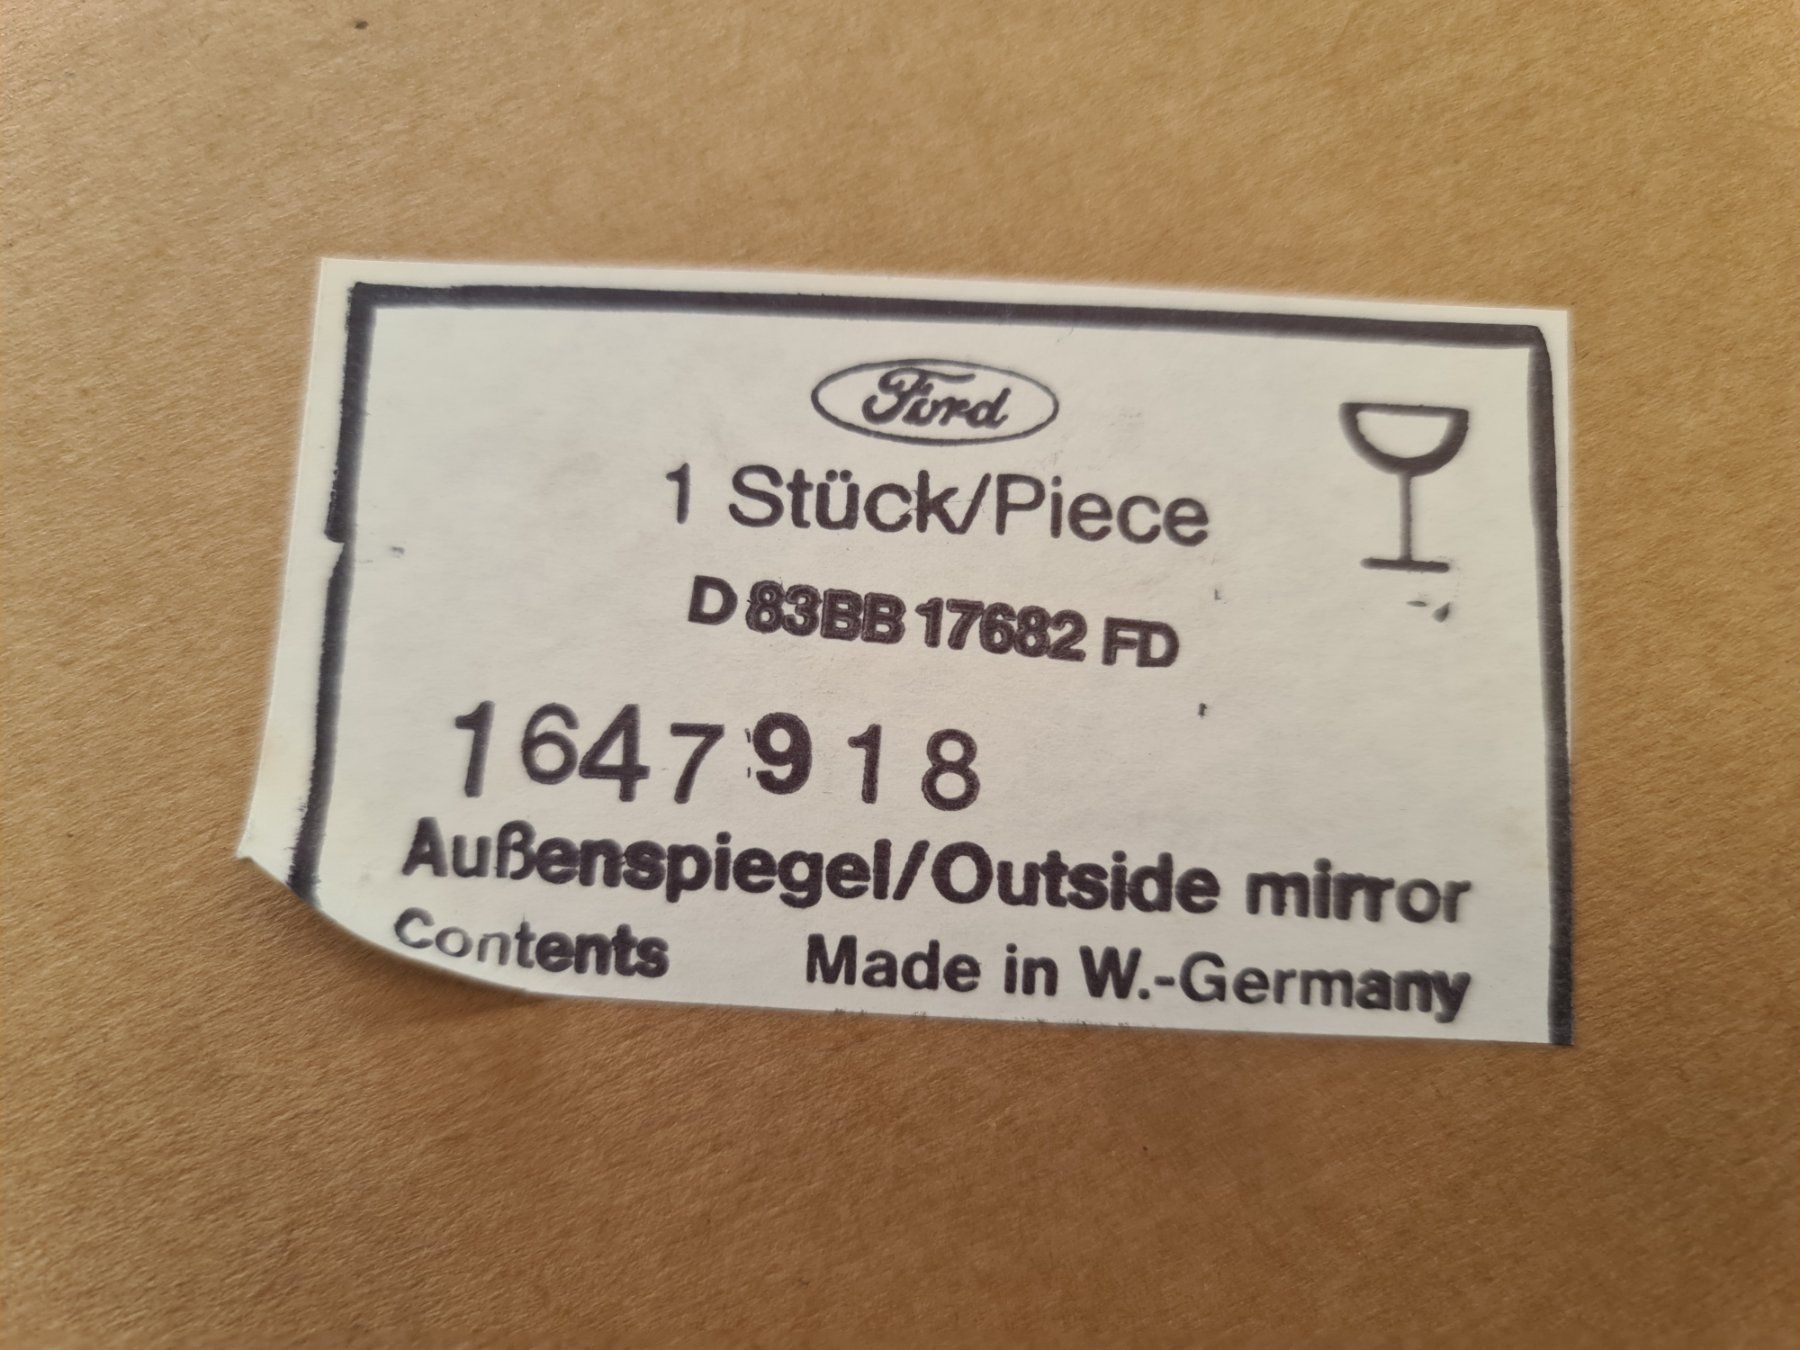 Ford
1 Stück/Piece
D 83BB 17682 FD
1647918
Außenspiegel/Outside mirror
Contents Made in W.-Germany